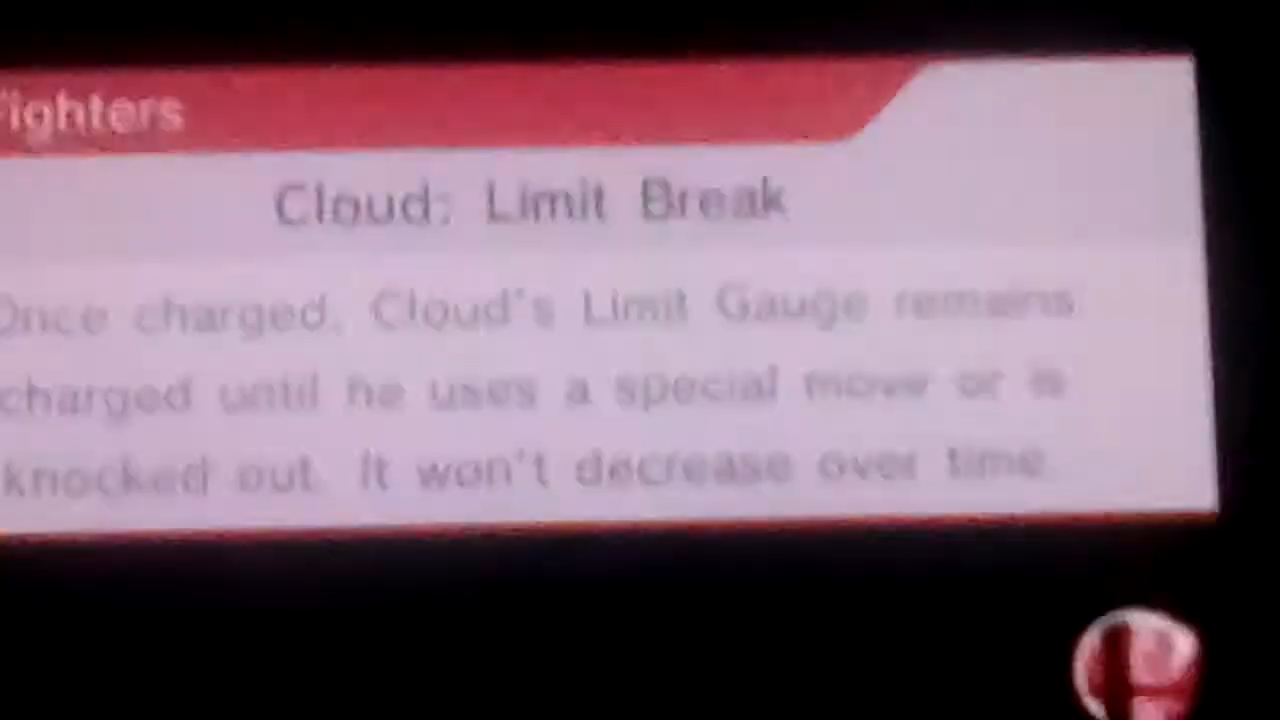 Fighters
Cloud: Limit Break
Once charged, Cloud's Limit Gauge remains
charged until he uses a special move or is
knocked out. It won't decrease over time.